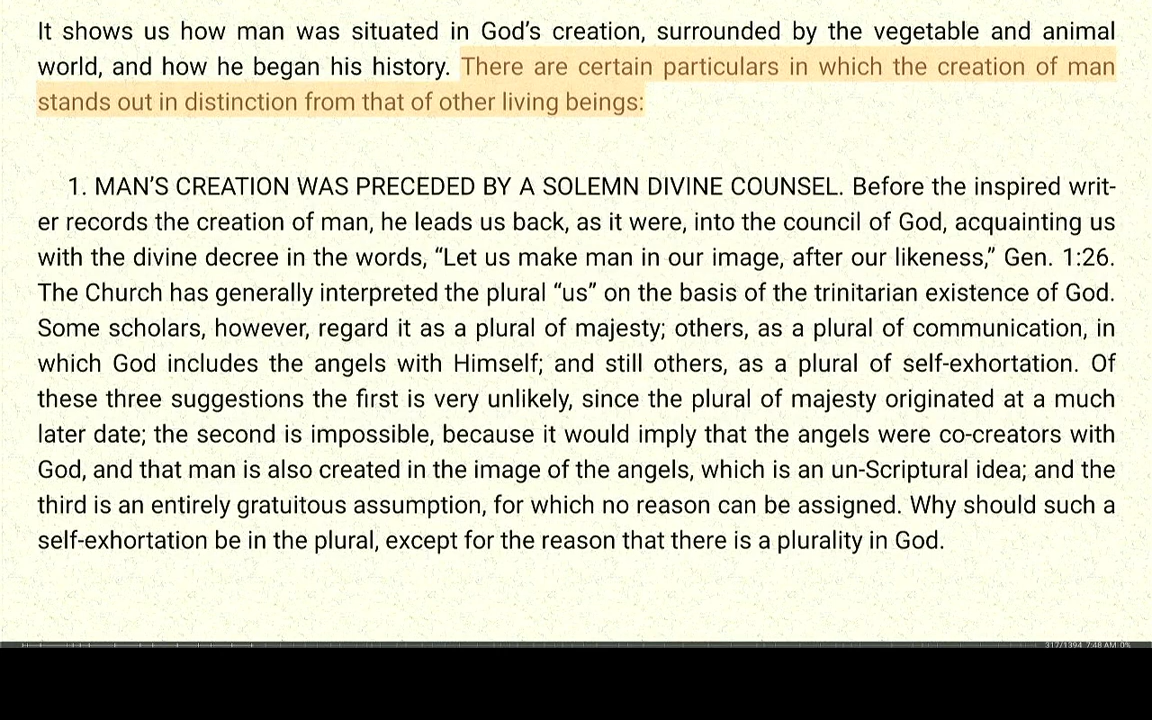 It shows us how man was situated in God’s creation, surrounded by the vegetable and animal
world, and how he began his history. There are certain particulars in which the creation of man
stands out in distinction from that of other living beings:
1. MAN’S CREATION WAS PRECEDED BY A SOLEMN DIVINE COUNSEL. Before the inspired writ-
er records the creation of man, he leads us back, as it were, into the council of God, acquainting us
with the divine decree in the words, “Let us make man in our image, after our likeness,” Gen. 1:26.
The Church has generally interpreted the plural “us” on the basis of the trinitarian existence of God.
Some scholars, however, regard it as a plural of majesty; others, as a plural of communication, in
which God includes the angels with Himself; and still others, as a plural of self-exhortation. Of
these three suggestions the first is very unlikely, since the plural of majesty originated at a much
later date; the second is impossible, because it would imply that the angels were co-creators with
God, and that man is also created in the image of the angels, which is an un-Scriptural idea; and the
third is an entirely gratuitous assumption, for which no reason can be assigned. Why should such a
self-exhortation be in the plural, except for the reason that there is a plurality in God.
317/1394 7:48 AM 0%